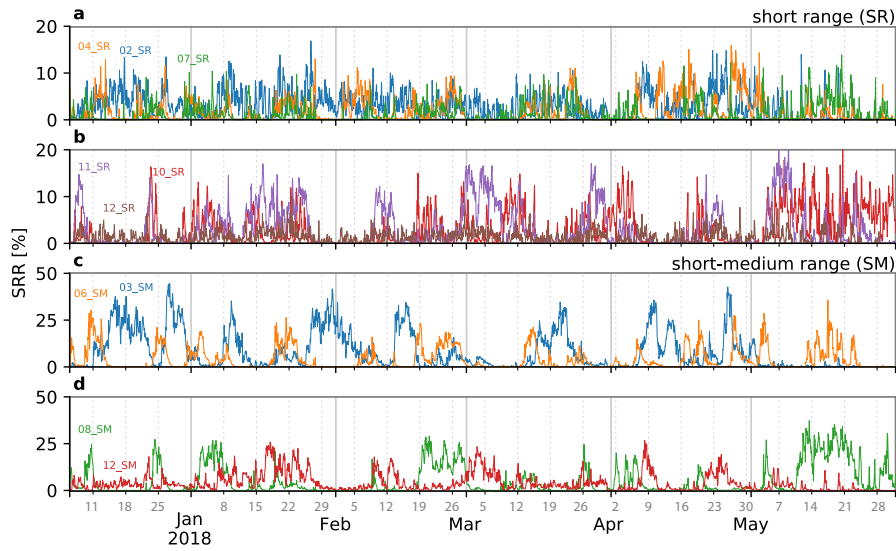 a
short range (SR)
20
10
0
04_SR
02_SR
07_SR
b
20
10
0
11_SR
10_SR
12_SR
SRR [%]
c
short-medium range (SM)
50
25
0
06_SM
03_SM
d
50
25
0
08_SM
12_SM
11 18 25 8 15 22 29 5 12 19 26 5 12 19 26 2 9 16 23 30 7 14 21 28
Jan Feb Mar Apr May
2018